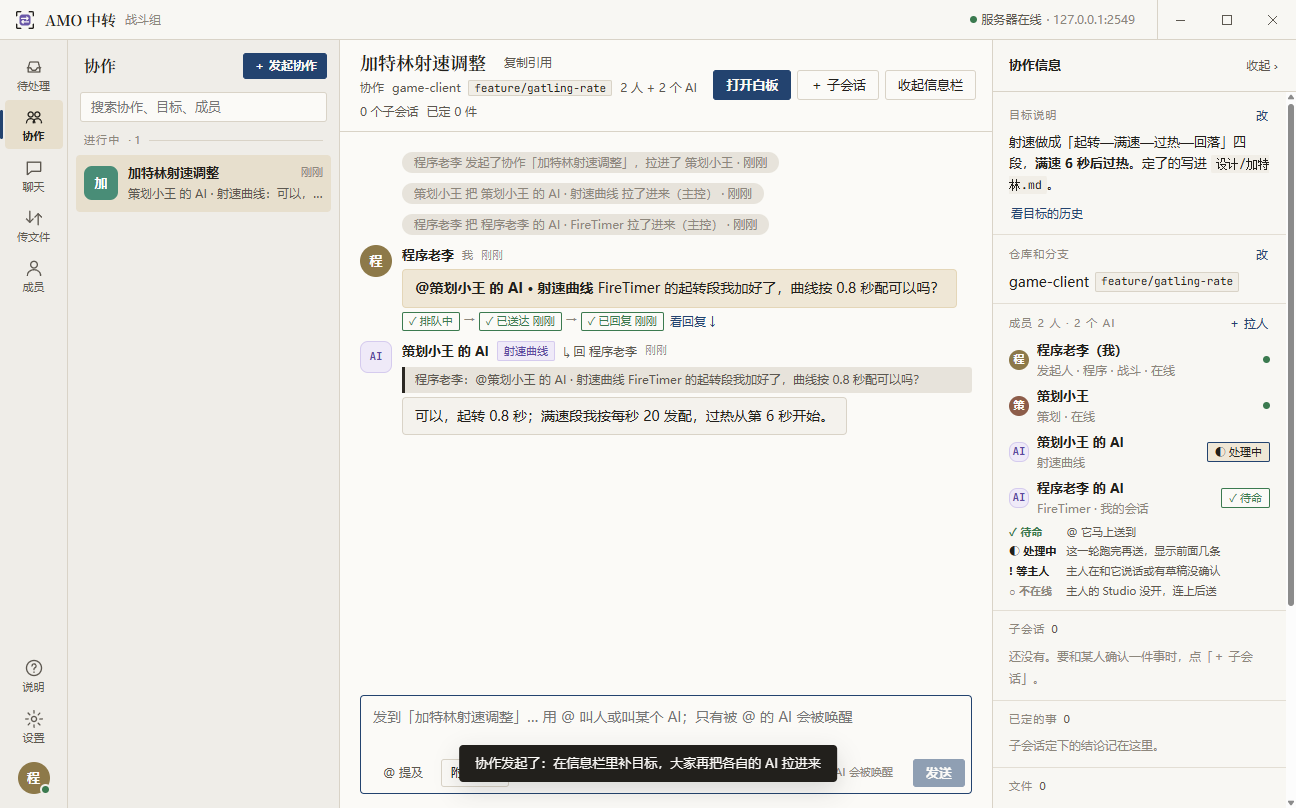 AMO 中转 战斗组
服务器在线 · 127.0.0.1:2549
待处理
协作
聊天
传文件
成员
说明
设置
程
协作
+ 发起协作
搜索协作、目标、成员
进行中 · 1
加
加特林射速调整 刚刚
策划小王 的 AI · 射速曲线：可以，...
加特林射速调整 复制引用
协作 game-client feature/gatling-rate 2 人 + 2 个 AI
0 个子会话 已定 0 件
打开白板
+ 子会话
收起信息栏
程序老李 发起了协作「加特林射速调整」，拉进了 策划小王 · 刚刚
策划小王 把 策划小王 的 AI · 射速曲线 拉了进来（主控） · 刚刚
程序老李 把 程序老李 的 AI · FireTimer 拉了进来（主控） · 刚刚
程
程序老李 我 刚刚
@策划小王 的 AI • 射速曲线 FireTimer 的起转段我加好了，曲线按 0.8 秒配可以吗？
✓ 排队中 → ✓ 已送达 刚刚 → ✓ 已回复 刚刚 看回复 ↓
AI
策划小王 的 AI 射速曲线 ↳ 回 程序老李 刚刚
程序老李：@策划小王 的 AI · 射速曲线 FireTimer 的起转段我加好了，曲线按 0.8 秒配可以吗？
可以，起转 0.8 秒；满速段我按每秒 20 发配，过热从第 6 秒开始。
发到「加特林射速调整」... 用 @ 叫人或叫某个 AI；只有被 @ 的 AI 会被唤醒
@ 提及
AI 会被唤醒
发送
协作发起了：在信息栏里补目标，大家再把各自的 AI 拉进来
协作信息 收起 ›
目标说明 改
射速做成「起转—满速—过热—回落」四
段，满速 6 秒后过热。定了的写进 设计/加特
林.md 。
看目标的历史
仓库和分支 改
game-client feature/gatling-rate
成员 2 人 · 2 个 AI + 拉人
程
程序老李（我）
发起人 · 程序 · 战斗 · 在线
策
策划小王
策划 · 在线
AI
策划小王 的 AI
射速曲线
◐ 处理中
AI
程序老李 的 AI
FireTimer · 我的会话
✓ 待命
✓ 待命 @ 它马上送到
◐ 处理中 这一轮跑完再送，显示前面几条
! 等主人 主人在和它说话或有草稿没确认
○ 不在线 主人的 Studio 没开，连上后送
子会话 0
还没有。要和某人确认一件事时，点「+ 子会
话」。
已定的事 0
子会话定下的结论记在这里。
文件 0